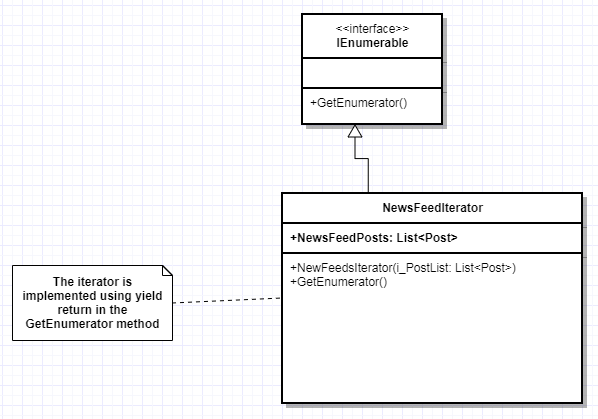 <<interface>>
IEnumerable
+GetEnumerator()
NewsFeedIterator
+NewsFeedPosts: List<Post>
+NewFeedsIterator(i_PostList: List<Post>)
+GetEnumerator()
The iterator is
implemented using yield
return in the
GetEnumerator method